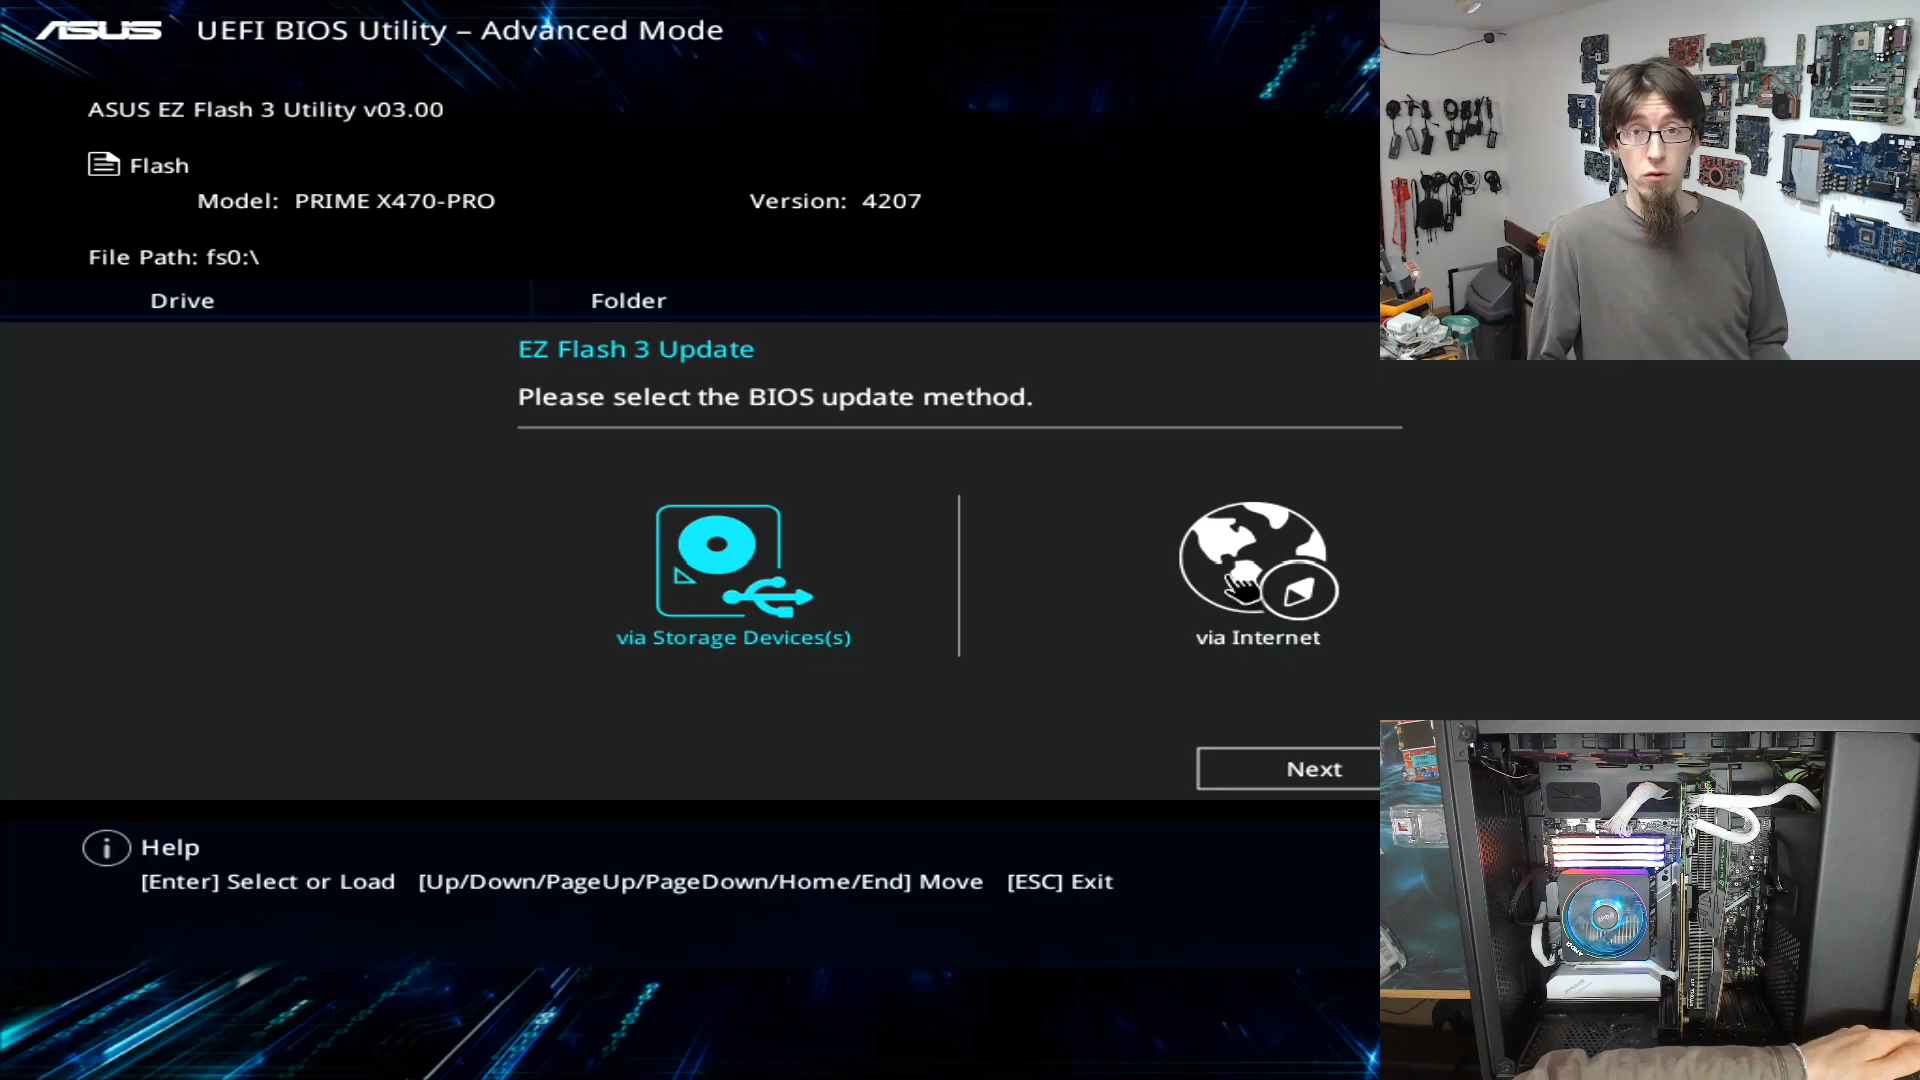 ASUS UEFI BIOS Utility – Advanced Mode
ASUS EZ Flash 3 Utility v03.00
Flash
Model: PRIME X470-PRO Version: 4207
File Path: fs0:\
Drive Folder
EZ Flash 3 Update
Please select the BIOS update method.
via Storage Devices(s) via Internet
Next
Help
[Enter] Select or Load [Up/Down/PageUp/PageDown/Home/End] Move [ESC] Exit
AMD